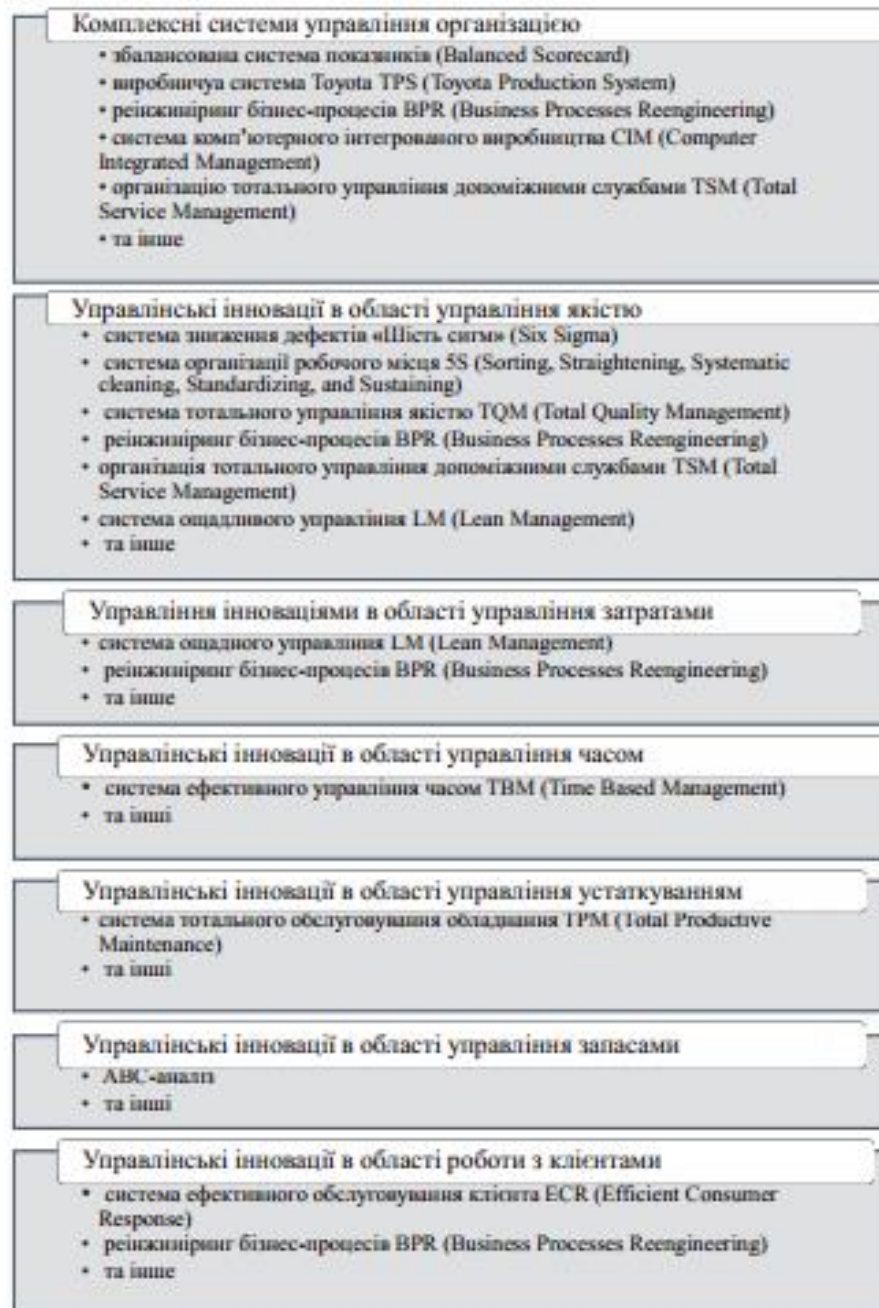 Комплексні системи управління організацією
• збалансована система показників (Balanced Scorecard)
• виробничуа система Toyota TPS (Toyota Production System)
• реінжиніринг бізнес-процесів BPR (Business Processes Reengineering)
• система комп’ютерного інтегрованого виробництва CIM (Computer
Integrated Management)
• організацію тотального управління допоміжними службами TSM (Total
Service Management)
• та інше
Управлінські інновації в області управління якістю
• система зниження дефектів «Шість сигм» (Six Sigma)
• система організації робочого місця 5S (Sorting, Straightening, Systematic
cleaning, Standardizing, and Sustaining)
• система тотального управління якістю TQM (Total Quality Management)
• реінжиніринг бізнес-процесів BPR (Business Processes Reengineering)
• організація тотального управління допоміжними службами TSM (Total
Service Management)
• система ощадливого управління LM (Lean Management)
• та інше
Управління інноваціями в області управління затратами
• система ощадного управління LM (Lean Management)
• реінжиніринг бізнес-процесів BPR (Business Processes Reengineering)
• та інше
Управлінські інновації в області управління часом
• система ефективного управління часом TBM (Time Based Management)
• та інші
Управлінські інновації в області управління устаткуванням
• система тотального обслуговування обладнання TPM (Total Productive
Maintenance)
• та інші
Управлінські інновації в області управління запасами
• ABC-аналіз
• та інші
Управлінські інновації в області роботи з клієнтами
• система ефективного обслуговування клієнта ECR (Efficient Consumer
Response)
• реінжиніринг бізнес-процесів BPR (Business Processes Reengineering)
• та інше